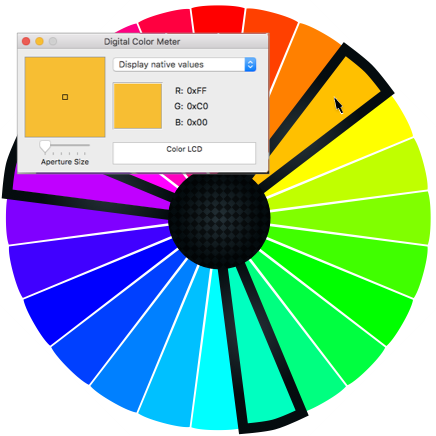 Digital Color Meter
Display native values
R: 0xFF
G: 0xC0
B: 0x00
Aperture Size
Color LCD